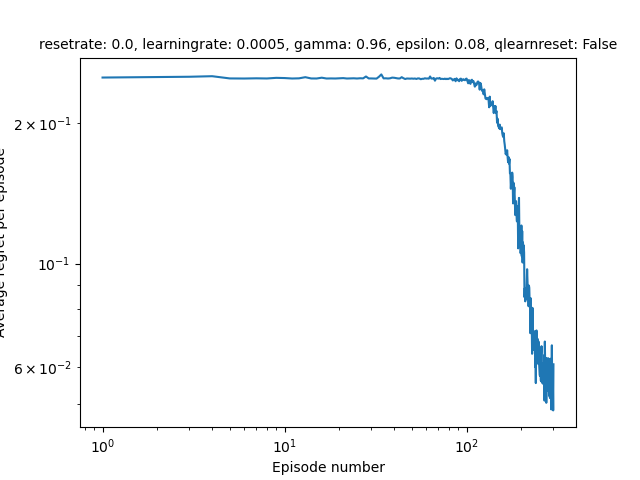 resetrate: 0.0, learningrate: 0.0005, gamma: 0.96, epsilon: 0.08, qlearnreset: False
2 × 10⁻¹
10⁻¹
6 × 10⁻²
Average regret per episode
10⁰ 10¹ 10²
Episode number